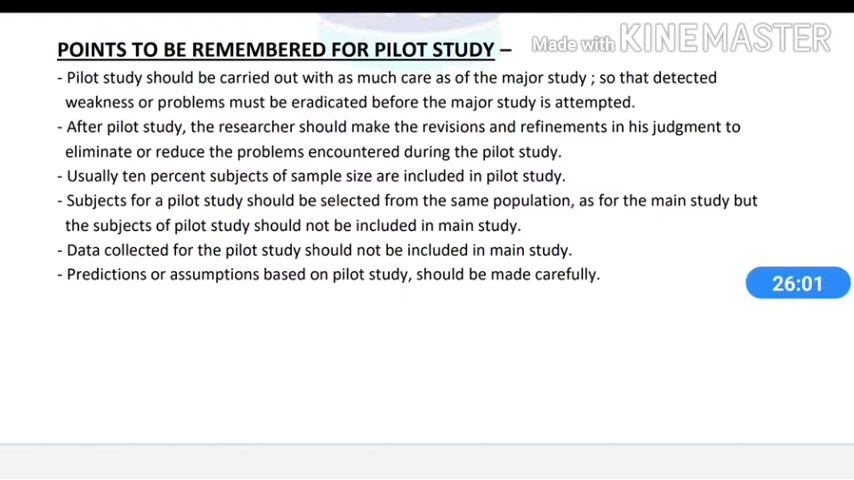 POINTS TO BE REMEMBERED FOR PILOT STUDY –
Made with KINEMASTER
- Pilot study should be carried out with as much care as of the major study ; so that detected
weakness or problems must be eradicated before the major study is attempted.
- After pilot study, the researcher should make the revisions and refinements in his judgment to
eliminate or reduce the problems encountered during the pilot study.
- Usually ten percent subjects of sample size are included in pilot study.
- Subjects for a pilot study should be selected from the same population, as for the main study but
the subjects of pilot study should not be included in main study.
- Data collected for the pilot study should not be included in main study.
- Predictions or assumptions based on pilot study, should be made carefully.
26:01